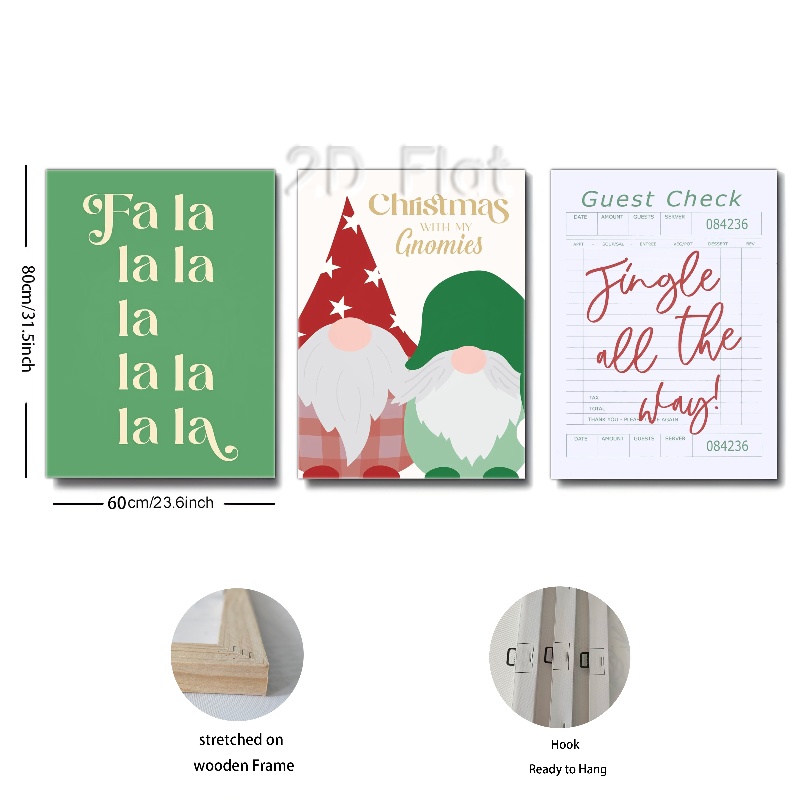 2D Flat
80cm/31.5inch
60cm/23.6inch
Fa la
la la
la
la la
la la
Christmas
WITH MY
Gnomies
Guest Check
DATE AMOUNT GUESTS SERVER 084236
Jingle
all the
way!
TAX
TOTAL
DATE AMOUNT GUESTS SERVER 084236
stretched on
wooden Frame
Hook
Ready to Hang